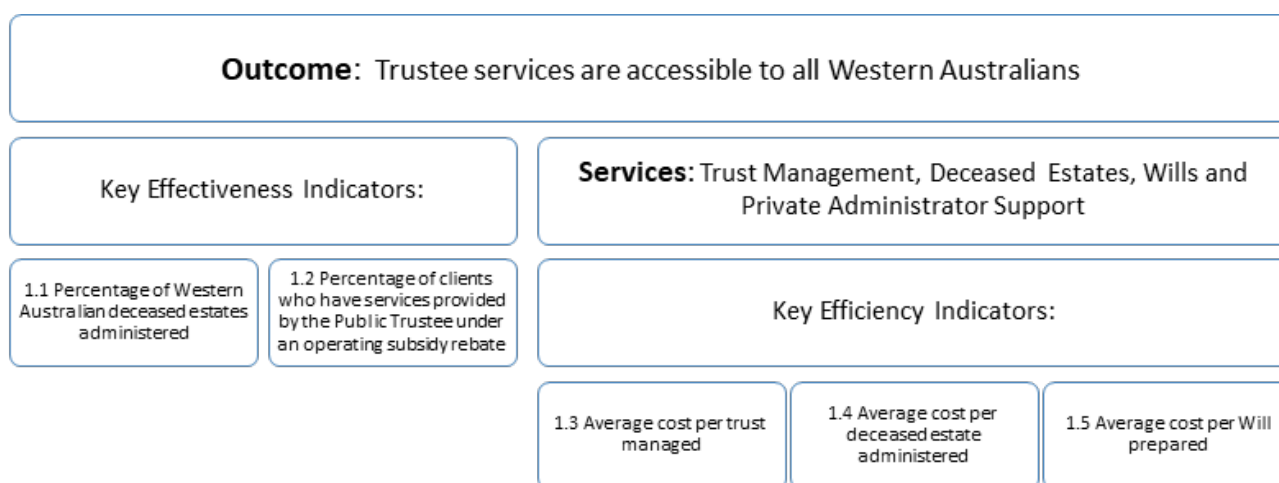 Outcome: Trustee services are accessible to all Western Australians
Key Effectiveness Indicators:
Services: Trust Management, Deceased Estates, Wills and
Private Administrator Support
1.1 Percentage of Western
Australian deceased estates
administered
1.2 Percentage of clients
who have services provided
by the Public Trustee under
an operating subsidy rebate
Key Efficiency Indicators:
1.3 Average cost per trust
managed
1.4 Average cost per
deceased estate
administered
1.5 Average cost per Will
prepared